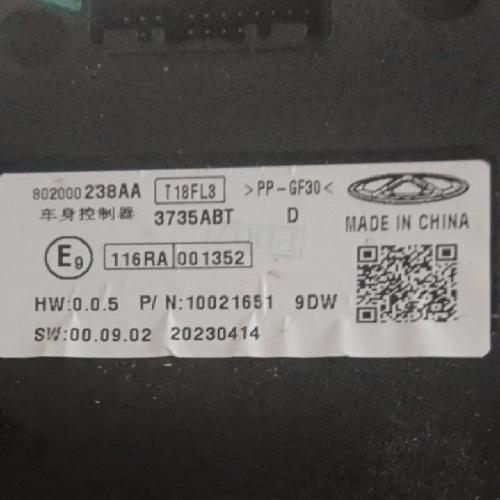 802000238AA T18FL3 >PP-GF30<
车身控制器 3735ABT D
MADE IN CHINA
E9 116RA 001352
HW:0.0.5 P/N:10021651 9DW
SW:00.09.02 20230414